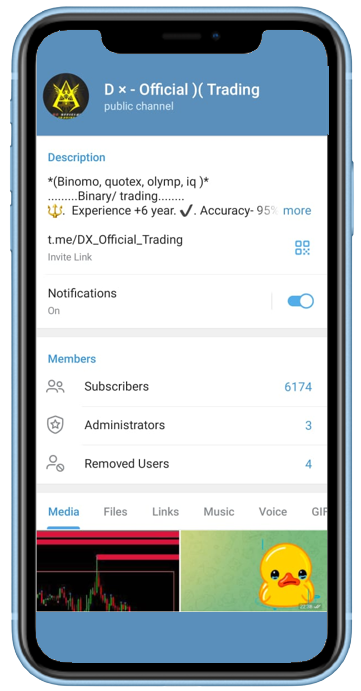 D × - Official )( Trading
public channel
Description
*(Binomo, quotex, olymp, iq )*
.........Binary/ trading........
🔱. Experience +6 year. ✔. Accuracy- 95% more
t.me/DX_Official_Trading
Invite Link
Notifications
On
Members
Subscribers 6174
Administrators 3
Removed Users 4
Media Files Links Music Voice GIF